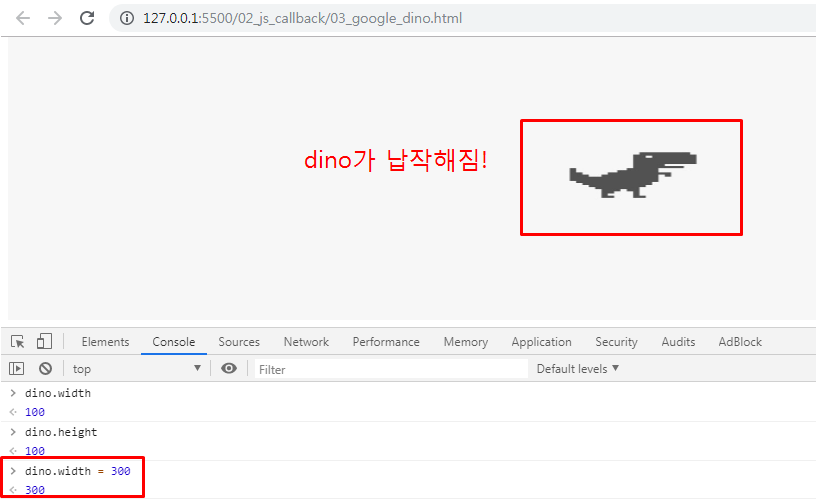 127.0.0.1:5500/02_js_callback/03_google_dino.html
dino가 납작해짐!
Elements Console Sources Network Performance Memory Application Security Audits AdBlock
top Filter Default levels
dino.width
100
dino.height
100
dino.width = 300
300